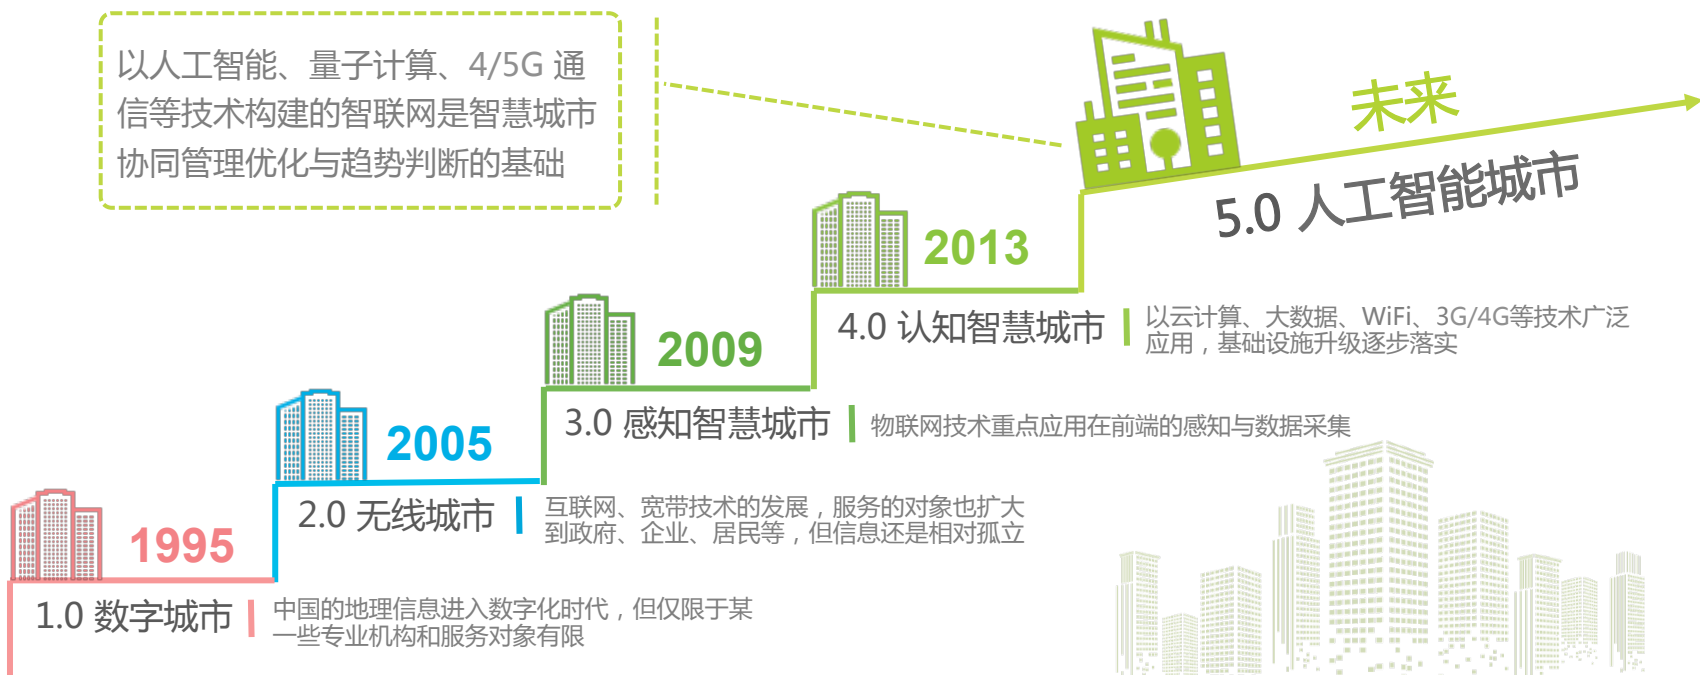 以人工智能、量子计算、4/5G 通
信等技术构建的智联网是智慧城市
协同管理优化与趋势判断的基础
未来
5.0 人工智能城市
2013
4.0 认知智慧城市
以云计算、大数据、WiFi、3G/4G等技术广泛
应用，基础设施升级逐步落实
2009
3.0 感知智慧城市
物联网技术重点应用在前端的感知与数据采集
2005
2.0 无线城市
互联网、宽带技术的发展，服务的对象也扩大
到政府、企业、居民等，但信息还是相对孤立
1995
1.0 数字城市
中国的地理信息进入数字化时代，但仅限于某
一些专业机构和服务对象有限